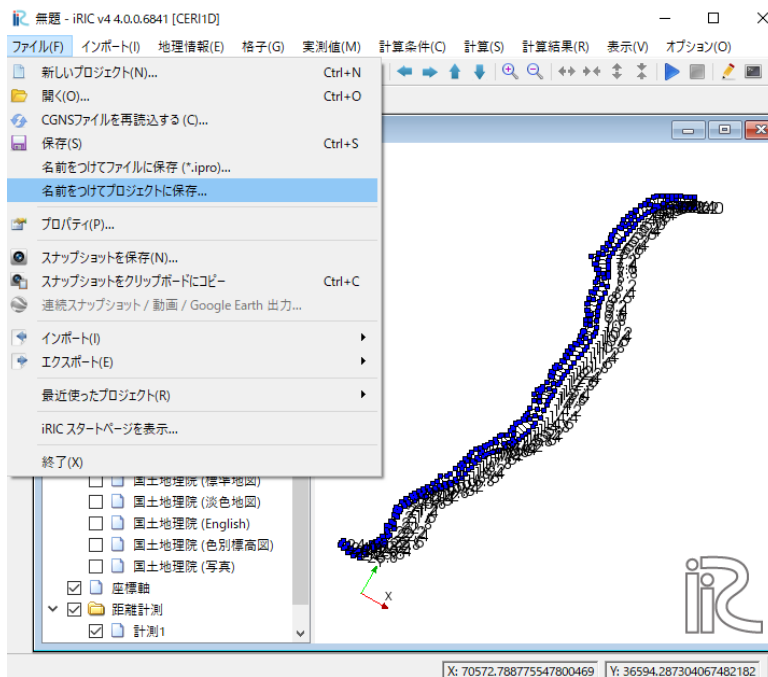 無題 - iRIC v4 4.0.0.6841 [CERI1D]
ファイル(F) インポート(I) 地理情報(E) 格子(G) 実測値(M) 計算条件(C) 計算(S) 計算結果(R) 表示(V) オプション(O)
新しいプロジェクト(N)... Ctrl+N
開く(O)... Ctrl+O
CGNSファイルを再読込する (C)...
保存(S) Ctrl+S
名前をつけてファイルに保存 (*.ipro)...
名前をつけてプロジェクトに保存...
プロパティ(P)...
スナップショットを保存(N)...
スナップショットをクリップボードにコピー Ctrl+C
連続スナップショット / 動画 / Google Earth 出力...
インポート(I)
エクスポート(E)
最近使ったプロジェクト(R)
iRIC スタートページを表示...
終了(X)
国土地理院 (標準地図)
国土地理院 (淡色地図)
国土地理院 (English)
国土地理院 (色別標高図)
国土地理院 (写真)
座標軸
距離計測
計測1
X
X: 70572.788775547800469 Y: 36594.287304067482182